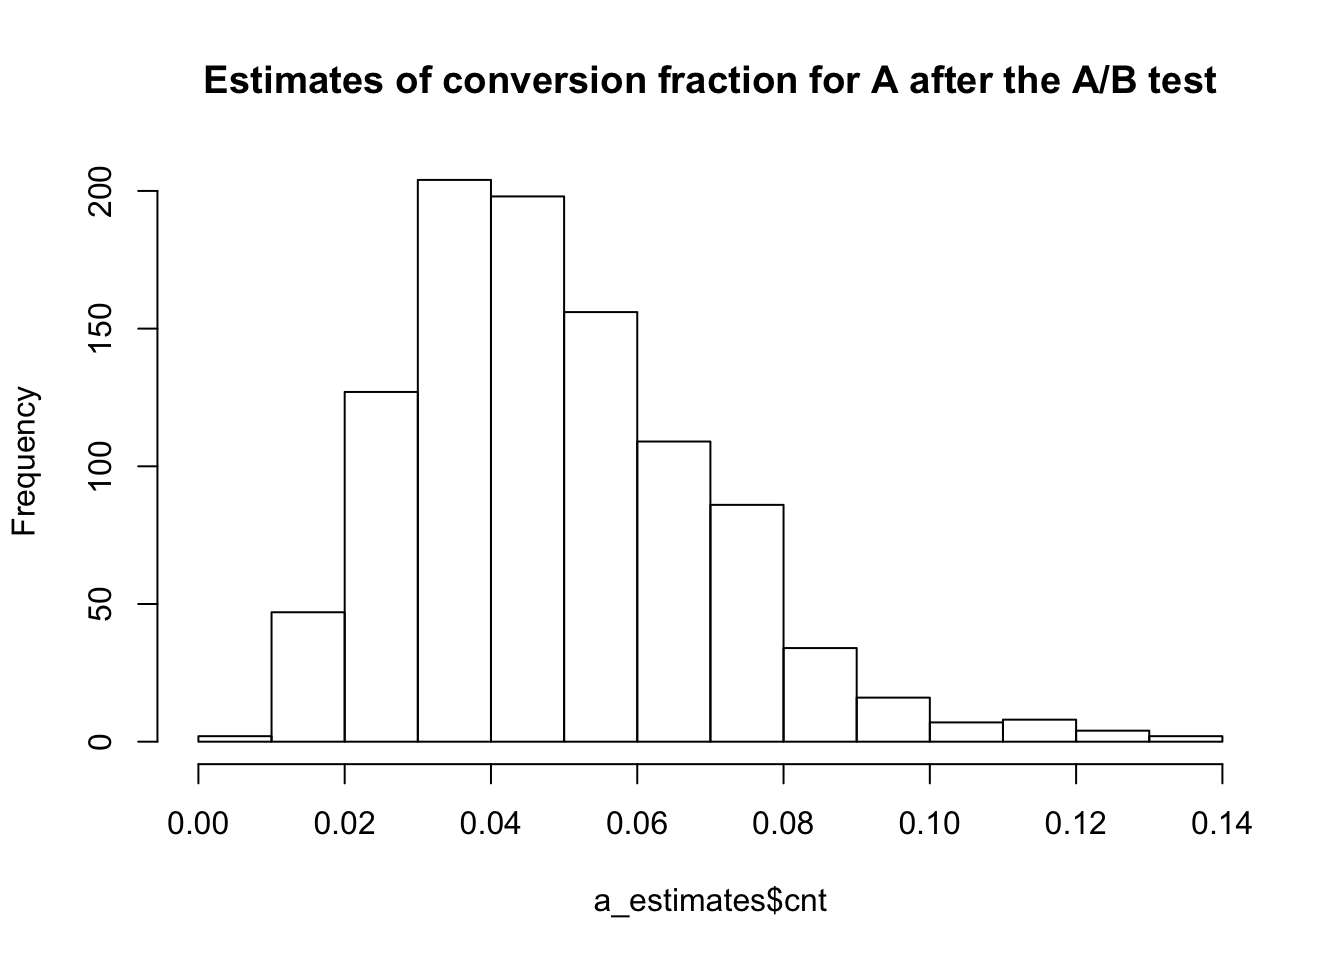 Estimates of conversion fraction for A after the A/B test
Frequency
200
150
100
50
0
0.00 0.02 0.04 0.06 0.08 0.10 0.12 0.14
a_estimates$cnt